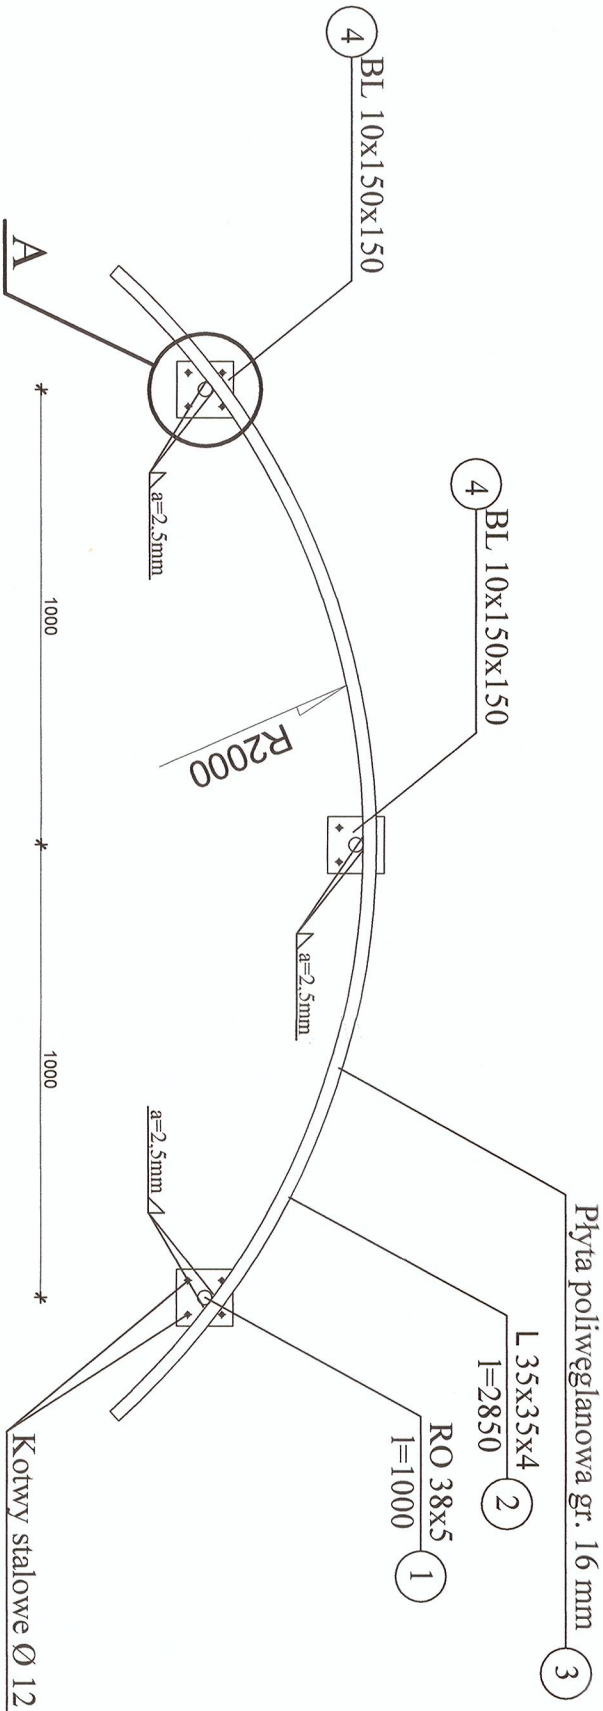 4 BL 10x150x150
4 BL 10x150x150
Płyta poliwęglanowa gr. 16 mm 3
L 35x35x4
l=2850 2
RO 38x5
l=1000 1
R2000
a=2,5mm
a=2,5mm
a=2,5mm
A
1000
1000
Kotwy stalowe Ø 12